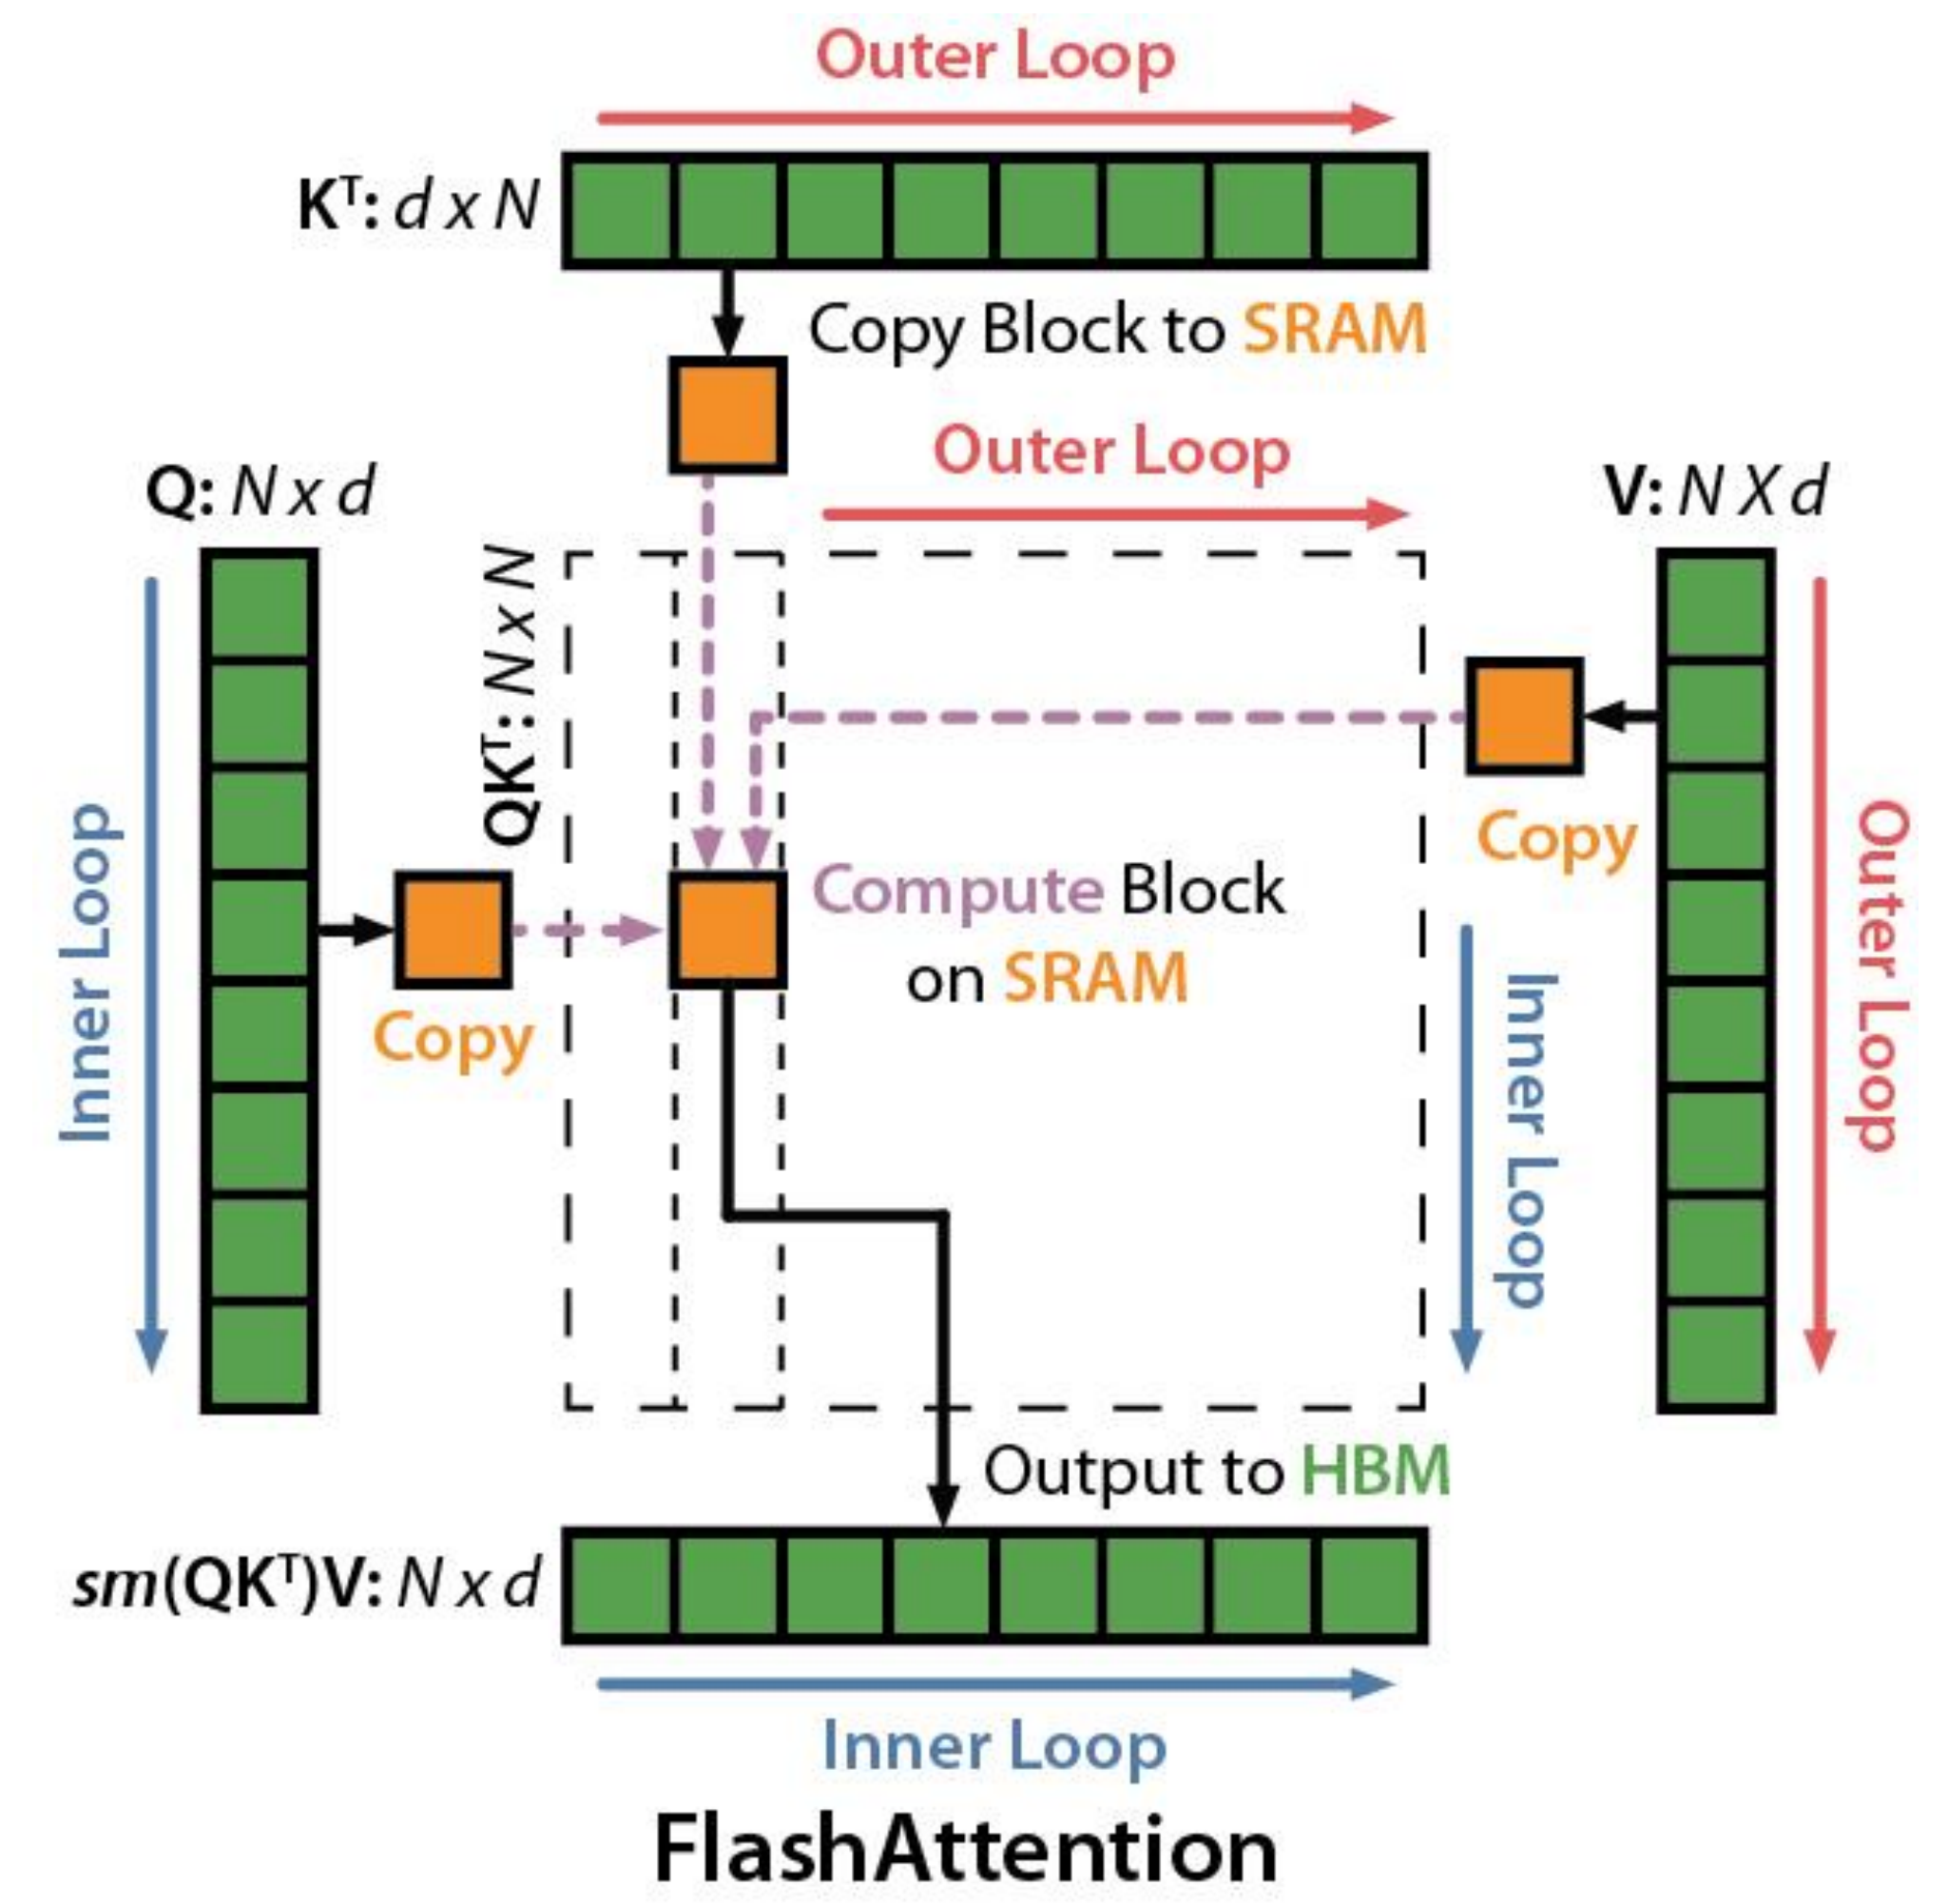 Outer Loop
Kᵀ: d x N
Copy Block to SRAM
Outer Loop
Q: N x d
V: N X d
QKᵀ: N x N
Inner Loop
Copy
Compute Block
on SRAM
Copy
Inner Loop
Outer Loop
Output to HBM
sm(QKᵀ)V: N x d
Inner Loop
FlashAttention